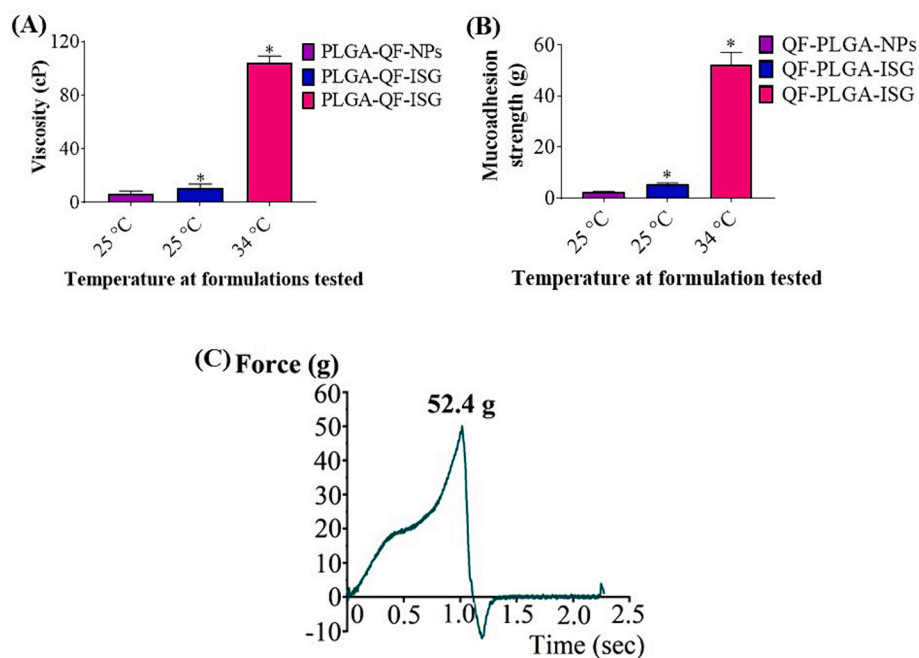 (A)
Viscosity (cP)
120
80
40
0
25 °C
25 °C
34 °C
*
*
Temperature at formulations tested
PLGA-QF-NPs
PLGA-QF-ISG
PLGA-QF-ISG
(B)
Mucoadhesion
strength (g)
60
40
20
0
25 °C
25 °C
34 °C
*
*
Temperature at formulation tested
QF-PLGA-NPs
QF-PLGA-ISG
QF-PLGA-ISG
(C) Force (g)
60
50
40
30
20
10
0
-10
52.4 g
0 0.5 1.0 1.5 2.0 2.5
Time (sec)